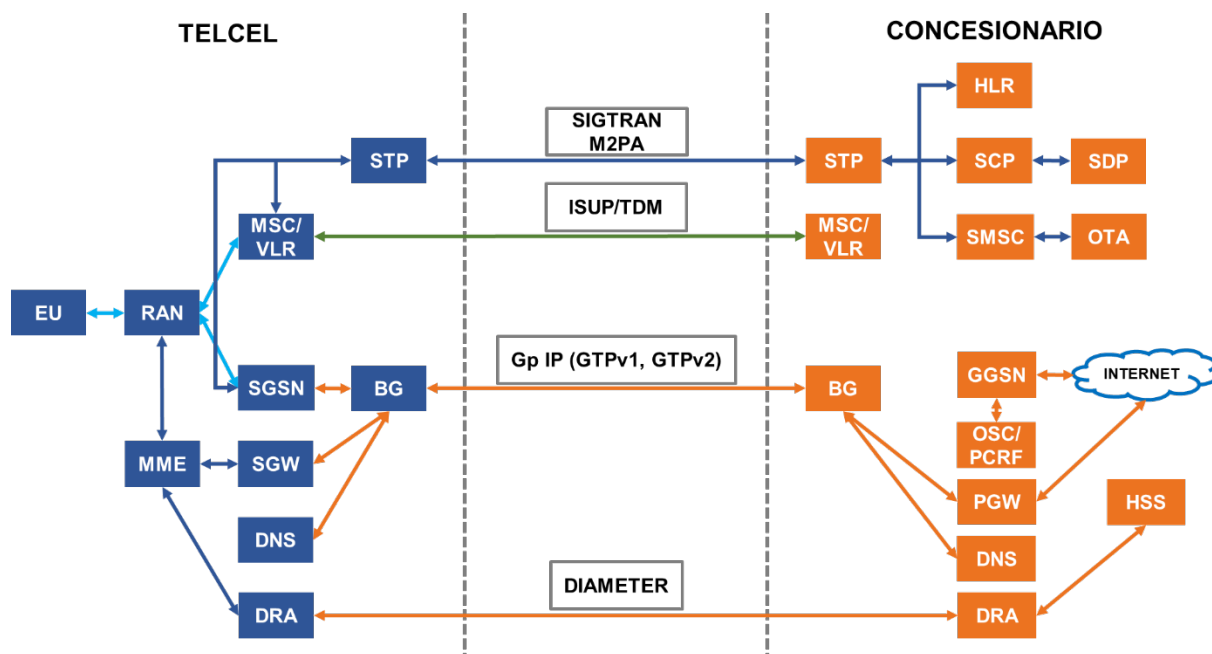 TELCEL
CONCESIONARIO
HLR
SIGTRAN
M2PA
STP
STP
SCP
SDP
ISUP/TDM
MSC/
VLR
MSC/
VLR
SMSC
OTA
EU
RAN
Gp IP (GTPv1, GTPv2)
SGSN
BG
BG
GGSN
INTERNET
OSC/
PCRF
MME
SGW
PGW
HSS
DNS
DNS
DIAMETER
DRA
DRA